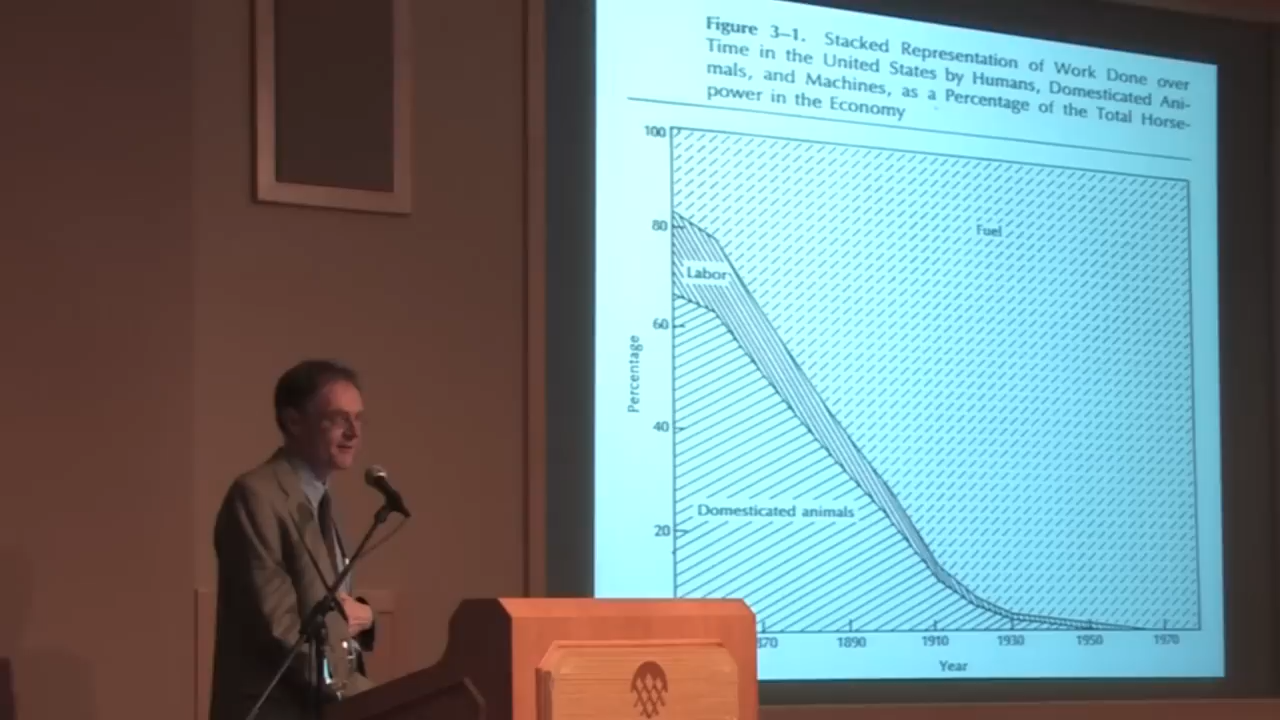 Figure 3–1. Stacked Representation of Work Done over
Time in the United States by Humans, Domesticated Ani-
mals, and Machines, as a Percentage of the Total Horse-
power in the Economy
100
80
60
40
20
Percentage
Fuel
Labor
Domesticated animals
870 1890 1910 1930 1950 1970
Year